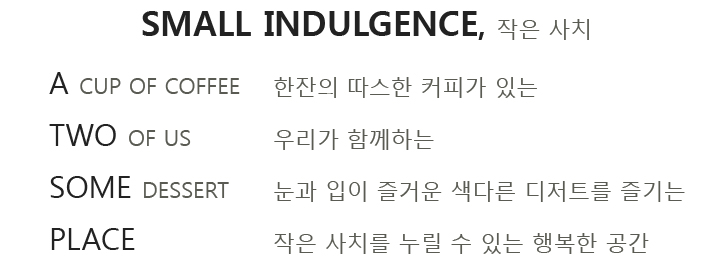 SMALL INDULGENCE, 작은 사치
A CUP OF COFFEE 한잔의 따스한 커피가 있는
TWO OF US 우리가 함께하는
SOME DESSERT 눈과 입이 즐거운 색다른 디저트를 즐기는
PLACE 작은 사치를 누릴 수 있는 행복한 공간